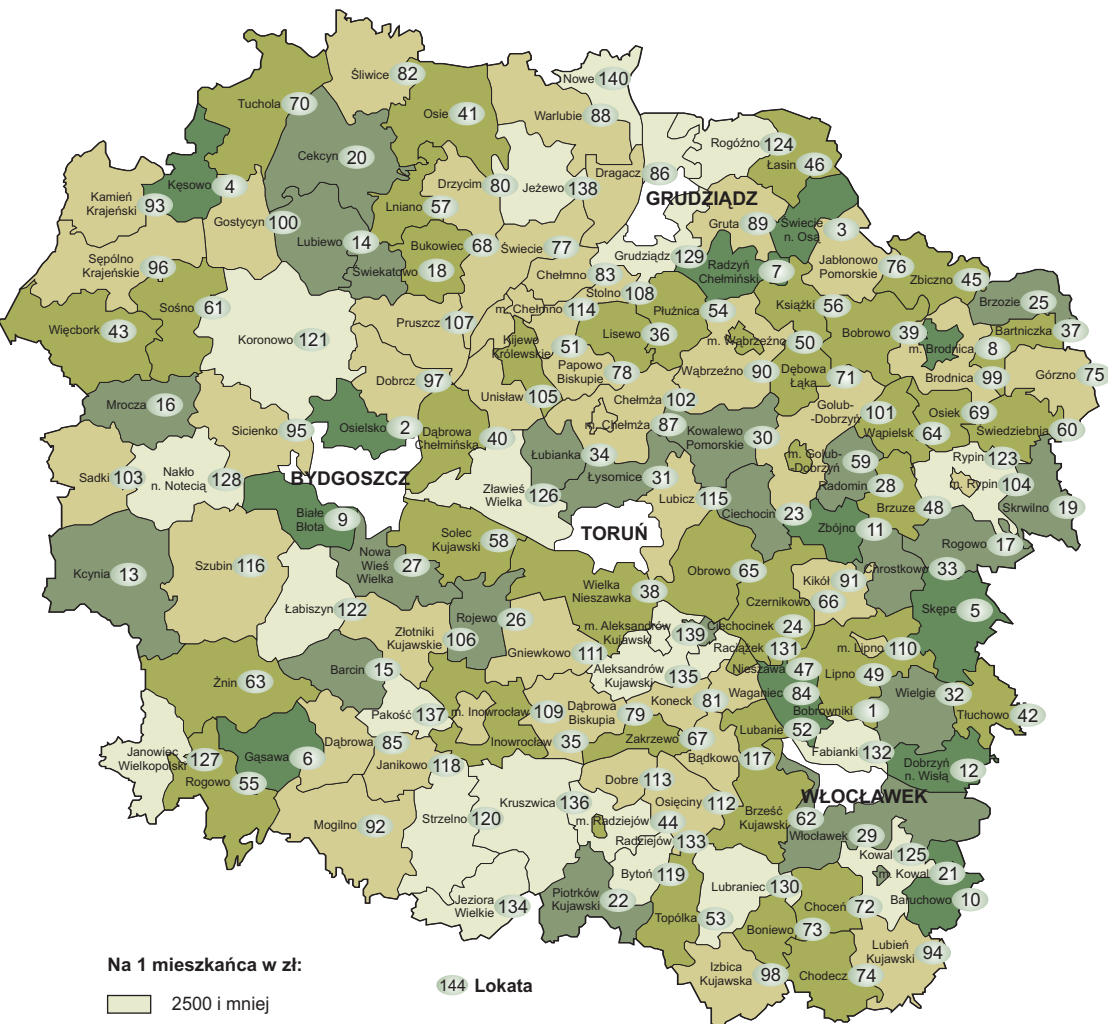 Śliwice 82
Nowe 140
Tuchola 70
Osie 41
Warlubie 88
Rogóźno 124
Łasin 46
Cekcyn 20
Dragacz 86
Kęsowo 4
Drzycim 80
Jeżewo 138
GRUDZIĄDZ
Kamień
Krajeński 93
Lniano 57
Gostycyn 100
Gruta 89
Świecie
n. Osą 3
Lubiewo 14
Bukowiec 68
Świecie 77
Grudziądz 129
Sępólno
Krajeńskie 96
Świekatowo 18
Chełmno 83
Radzyń
Chełmiński 7
Jabłonowo
Pomorskie 76
Zbiczno 45
Stolno 108
Sośno 61
m. Chełmno 114
Płużnica 54
Książki 56
Brzozie 25
Więcbork 43
Pruszcz 107
Lisewo 36
Bobrowo 39
Bartniczka 37
Koronowo 121
Kijewo
Królewskie 51
m. Wąbrzeźno 50
m. Brodnica 8
Papowo
Biskupie 78
Wąbrzeźno 90
Dębowa
Łąka 71
Brodnica 99
Górzno 75
Dobrcz 97
Unisław 105
Chełmża 102
Mrocza 16
Golub-
Dobrzyń 101
Osiek 69
Sicienko 95
Osielsko 2
Dąbrowa
Chełmińska 40
m. Chełmża 87
Kowalewo
Pomorskie 30
Wąpielsk 64
Świedziebnia 60
Łubianka 34
m. Golub-
Dobrzyń 59
Rypin 123
Sadki 103
Nakło
n. Notecią 128
BYDGOSZCZ
Łysomice 31
Radomin 28
m. Rypin 104
Zławieś
Wielka 126
Lubicz 115
Ciechocin 23
Brzuze 48
Skrwilno 19
Białe
Błota 9
TORUŃ
Zbójno 11
Solec
Kujawski 58
Rogowo 17
Kcynia 13
Szubin 116
Nowa
Wieś
Wielka 27
Obrowo 65
Kikół 91
Chrostkowo 33
Wielka
Nieszawka 38
Czernikowo 66
Łabiszyn 122
Rojewo 26
Skępe 5
Złotniki
Kujawskie 106
m. Aleksandrów
Kujawski 139
Ciechocinek 24
Gniewkowo 111
Raciążek 131
m. Lipno 110
Barcin 15
Aleksandrów
Kujawski 135
Nieszawa 47
Lipno 49
Żnin 63
Waganiec 84
Wielgie 32
Koneck 81
Bobrowniki 1
Tłuchowo 42
Pakość 137
m. Inowrocław 109
Dąbrowa
Biskupia 79
Lubanie 52
Janowiec
Wielkopolski 127
Gąsawa 6
Dąbrowa 85
Inowrocław 35
Zakrzewo 67
Fabianki 132
Rogowo 55
Janikowo 118
Bądkowo 117
Dobrzyń
n. Wisłą 12
Dobre 113
WŁOCŁAWEK
Kruszwica 136
Osięciny 112
Brześć
Kujawski 62
Mogilno 92
Strzelno 120
m. Radziejów 44
Włocławek 29
Radziejów 133
Kowal 125
Bytoń 119
m. Kowal 21
Lubraniec 130
Jeziora
Wielkie 134
Piotrków
Kujawski 22
Choceń 72
Baruchowo 10
Topólka 53
Boniewo 73
Lubień
Kujawski 94
Izbica
Kujawska 98
Chodecz 74
Na 1 mieszkańca w zł:
144 Lokata
2500 i mniej